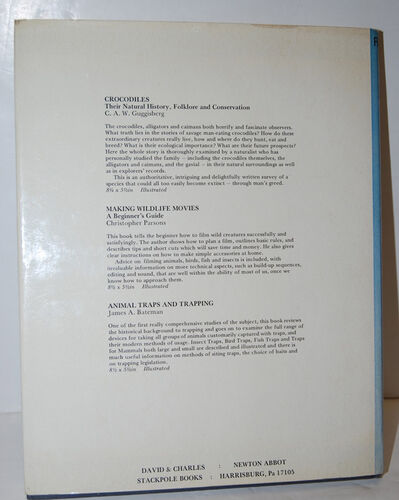 CROCODILES
Their Natural History, Folklore and Conservation
C. A. W. Guggisberg
The crocodiles, alligators and caimans both horrify and fascinate observers.
What truth lies in the stories of savage man-eating crocodiles? How do these
extraordinary creatures really live, how and where do they hunt, eat and
breed? What is their ecological importance? What are their future prospects?
Here the whole story is thoroughly examined by a naturalist who has
personally studied the family – including the crocodiles themselves, the
alligators and caimans, and the gavial – in their natural surroundings as well
as in explorers' records.
This is an authoritative, intriguing and delightfully written survey of a
species that could all too easily become extinct – through man's greed.
8½ x 5½in Illustrated
MAKING WILDLIFE MOVIES
A Beginner's Guide
Christopher Parsons
This book tells the beginner how to film wild creatures successfully and
satisfyingly. The author shows how to plan a film, outlines basic rules, and
describes tips and short cuts which will save time and money. He also gives
clear instructions on how to make simple accessories at home.
Advice on filming animals, birds, fish and insects is included, with
invaluable information on more technical aspects, such as build-up sequences,
editing and sound, that are well within the ability of most of us, once we
know how to approach them.
8½ x 5½in Illustrated
ANIMAL TRAPS AND TRAPPING
James A. Bateman
One of the first really comprehensive studies of the subject, this book reviews
the historical background to trapping and goes on to examine the full range of
devices for taking all groups of animals customarily captured with traps, and
their modern methods of usage. Insect Traps, Bird Traps, Fish Traps and Traps
for Mammals both large and small are described and illustrated and there is
much useful information on methods of siting traps, the choice of baits and
on trapping legislation.
8½ x 5½in Illustrated
DAVID & CHARLES : NEWTON ABBOT
STACKPOLE BOOKS : HARRISBURG, Pa 17105